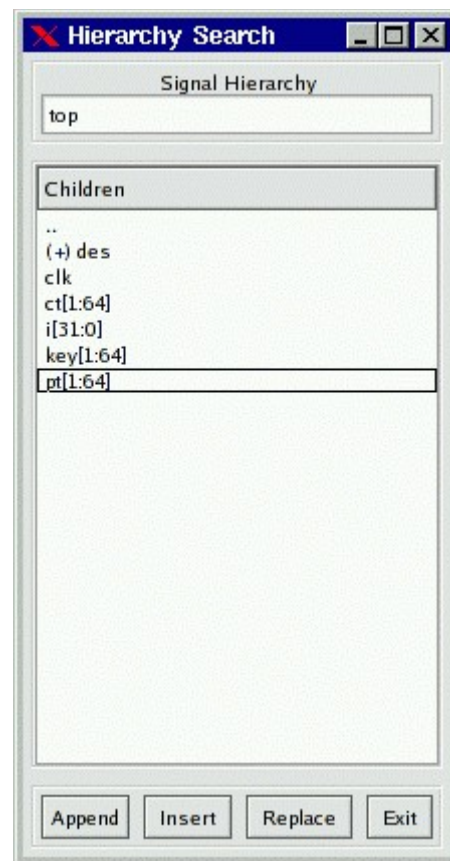 Hierarchy Search
Signal Hierarchy
top
Children
..
(+) des
clk
ct[1:64]
i[31:0]
key[1:64]
pt[1:64]
Append Insert Replace Exit